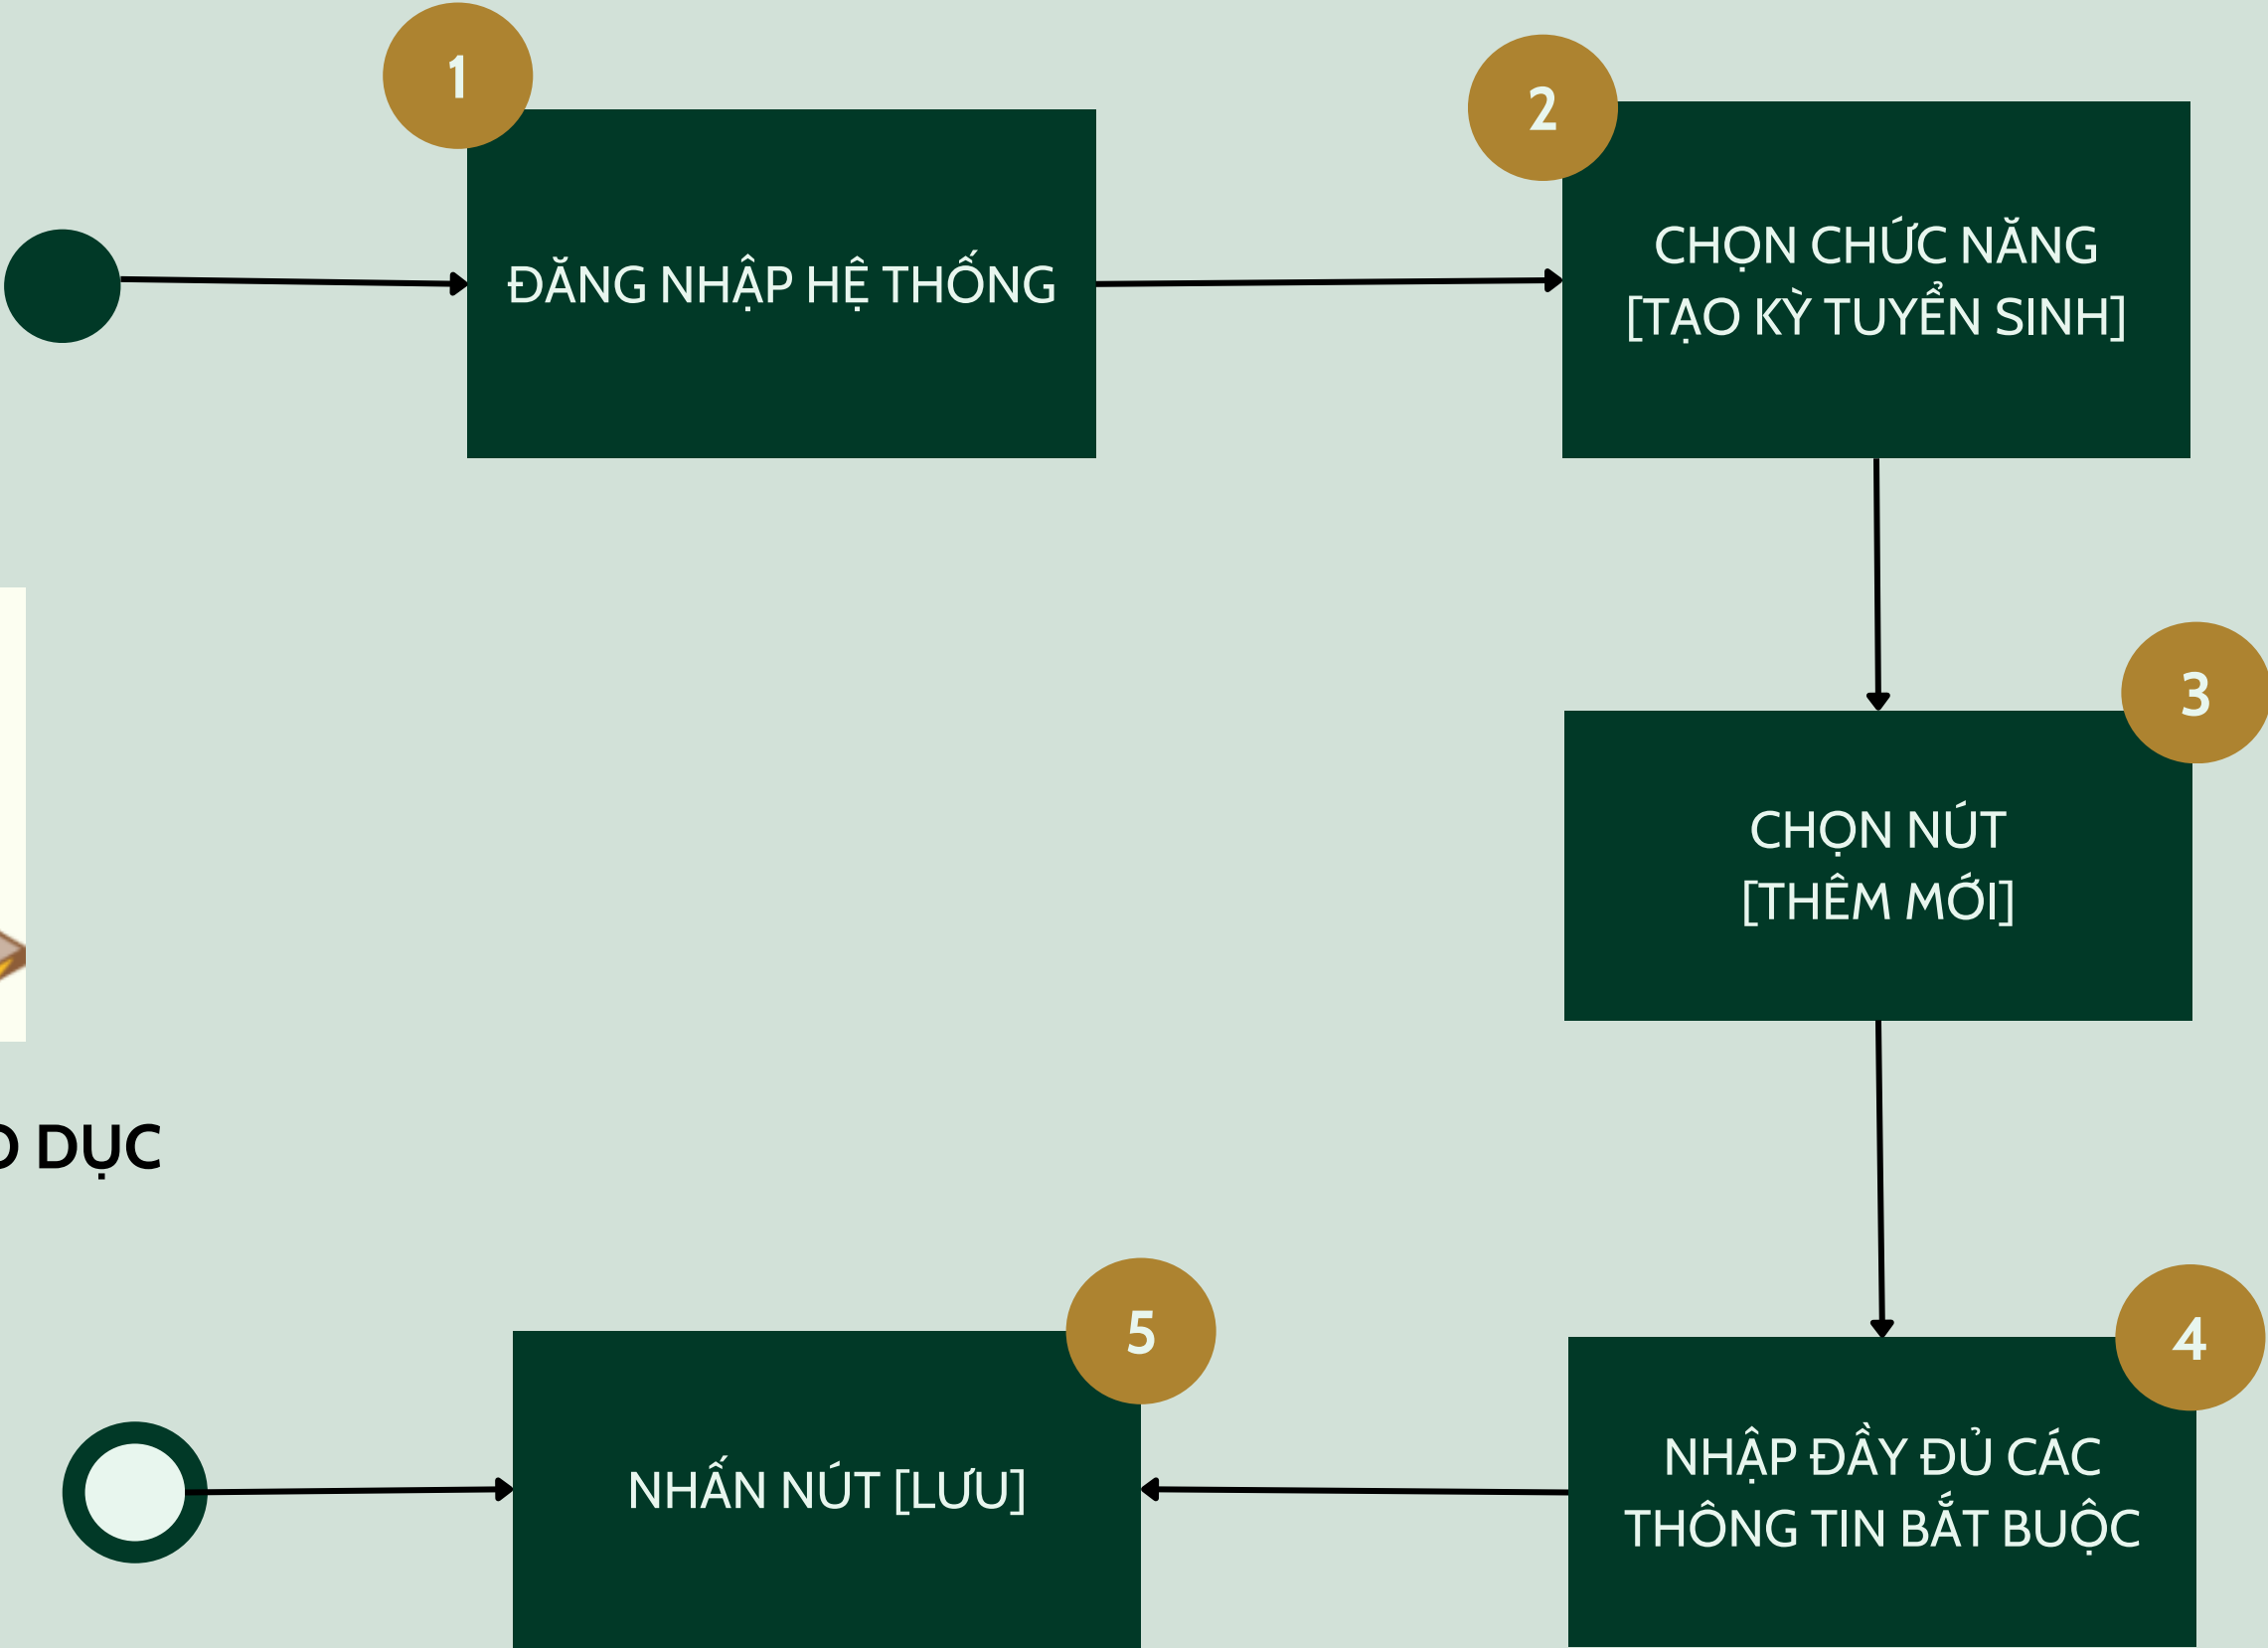 1
ĐĂNG NHẬP HỆ THỐNG
2
CHỌN CHỨC NĂNG
[TẠO KỲ TUYỂN SINH]
3
CHỌN NÚT
[THÊM MỚI]
DỤC
4
NHẬP ĐẦY ĐỦ CÁC
THÔNG TIN BẮT BUỘC
5
NHẤN NÚT [LƯU]